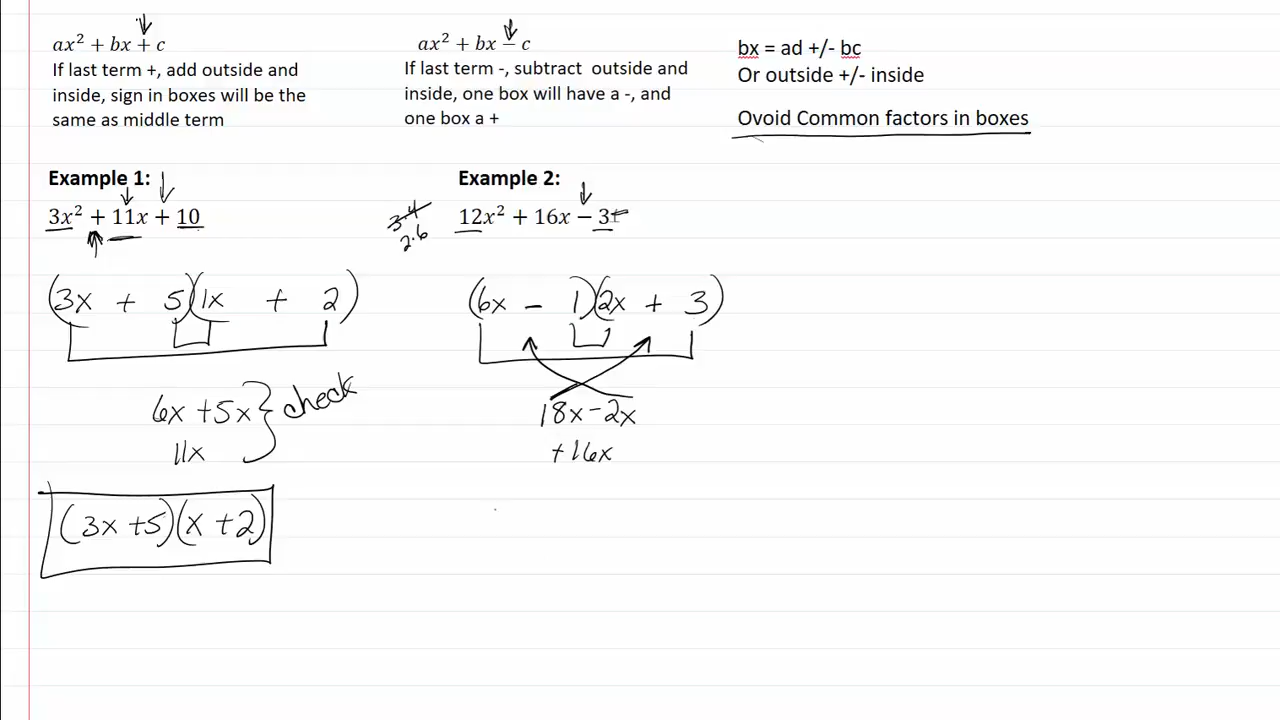 ax² + bx + c
If last term +, add outside and
inside, sign in boxes will be the
same as middle term
ax² + bx − c
If last term -, subtract  outside and
inside, one box will have a -, and
one box a +
bx = ad +/- bc
Or outside +/- inside
Ovoid Common factors in boxes
Example 1:
3x² + 11x + 10
(3x + 5)(1x + 2)
6x + 5x } check
11x
(3x + 5)(x + 2)
Example 2:
12x² + 16x − 3
3·4
2·6
(6x − 1)(2x + 3)
18x − 2x
+16x